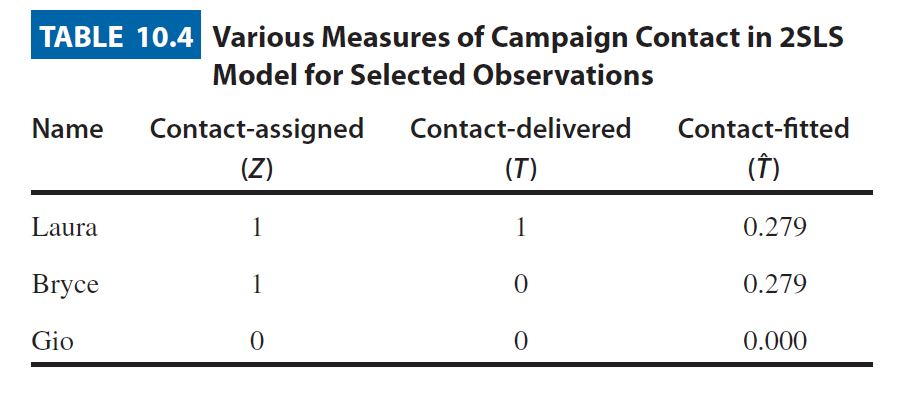 TABLE 10.4 Various Measures of Campaign Contact in 2SLS
Model for Selected Observations
Name Contact-assigned Contact-delivered Contact-fitted
(Z) (T) (T̂)
Laura 1 1 0.279
Bryce 1 0 0.279
Gio 0 0 0.000